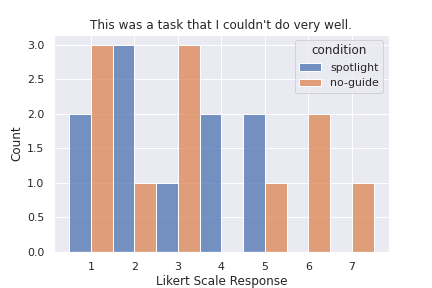 This was a task that I couldn't do very well.
condition
spotlight
no-guide
3.0
2.5
2.0
1.5
1.0
0.5
0.0
Count
1 2 3 4 5 6 7
Likert Scale Response